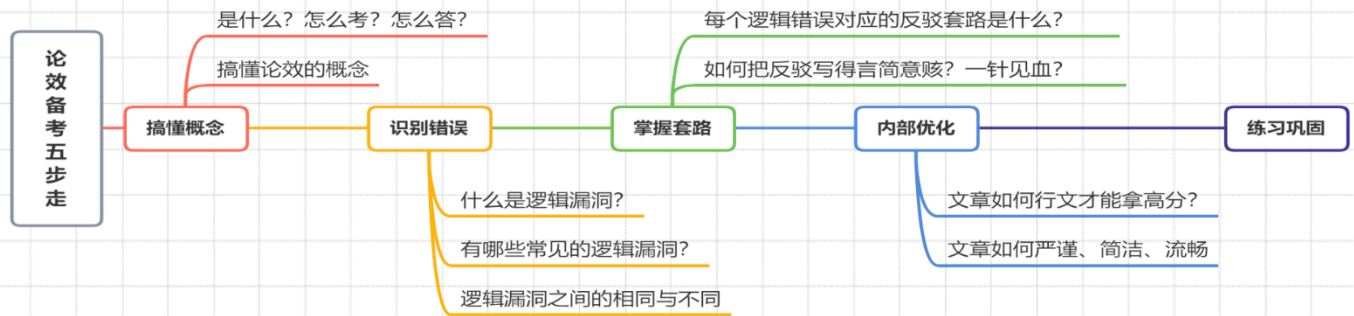 论效备考五步走
搞懂概念
是什么？怎么考？怎么答？
搞懂论效的概念
识别错误
什么是逻辑漏洞？
有哪些常见的逻辑漏洞？
逻辑漏洞之间的相同与不同
掌握套路
每个逻辑错误对应的反驳套路是什么？
如何把反驳写得言简意赅？一针见血？
内部优化
文章如何行文才能拿高分？
文章如何严谨、简洁、流畅
练习巩固